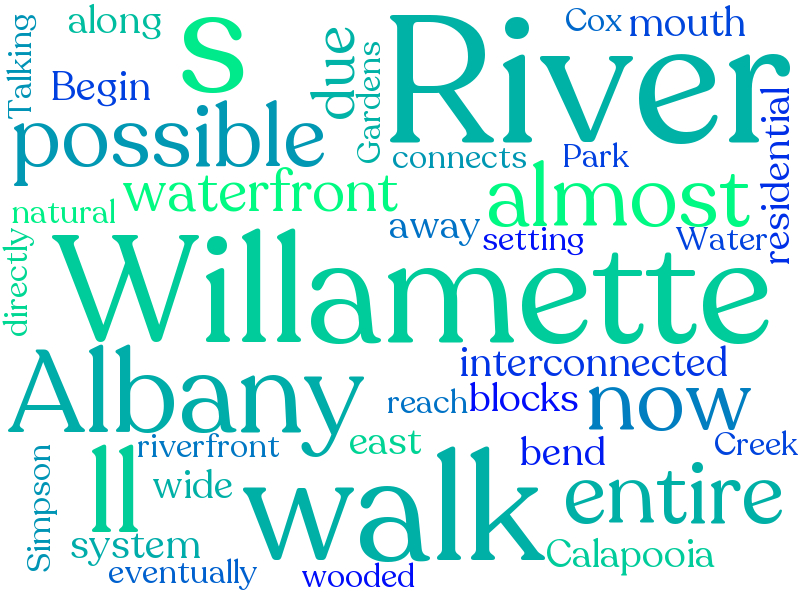 Talking
along
s
due
River
Cox
mouth
Begin
Gardens
possible
connects
Park
residential
natural
waterfront
almost
away
setting
Water
directly
Willamette
Albany
interconnected
reach
blocks
now
Simpson
ll
riverfront
east
walk
bend
Creek
wide
entire
system
Calapooia
eventually
wooded